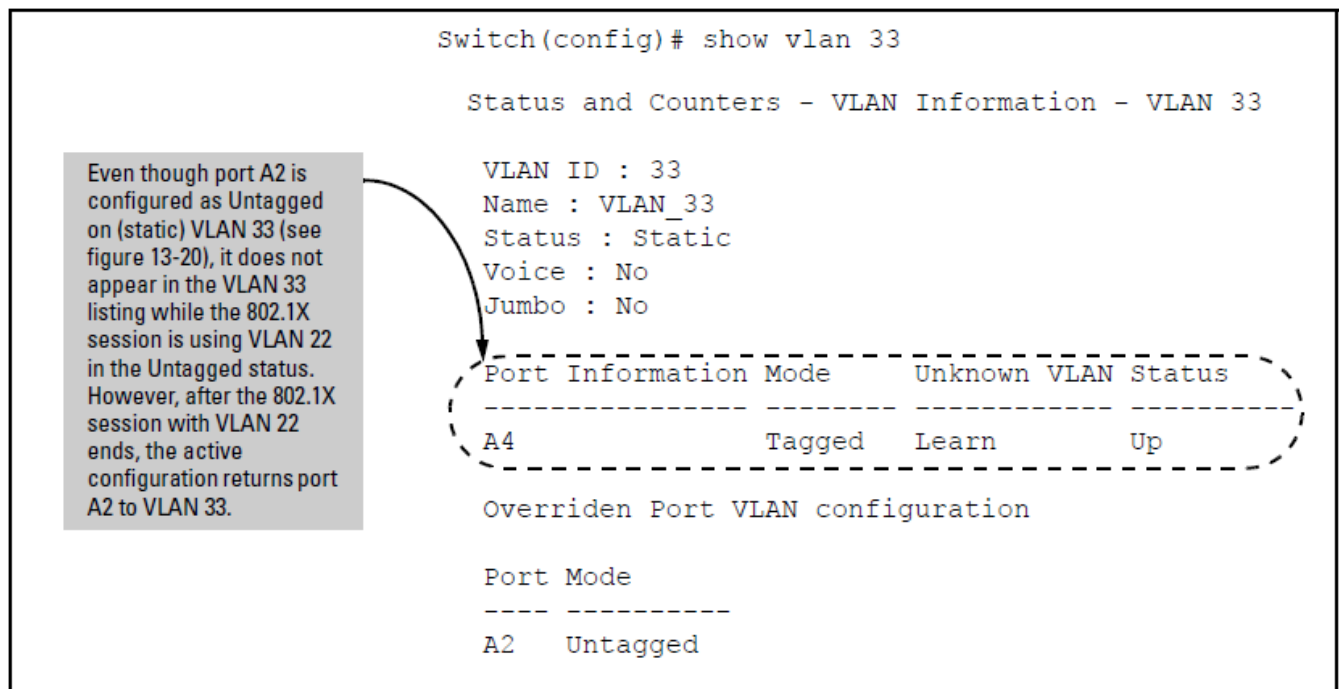 Switch(config)# show vlan 33
Status and Counters - VLAN Information - VLAN 33
Even though port A2 is
configured as Untagged
on (static) VLAN 33 (see
figure 13-20), it does not
appear in the VLAN 33
listing while the 802.1X
session is using VLAN 22
in the Untagged status.
However, after the 802.1X
session with VLAN 22
ends, the active
configuration returns port
A2 to VLAN 33.
VLAN ID : 33
Name : VLAN_33
Status : Static
Voice : No
Jumbo : No
Port Information Mode Unknown VLAN Status
---------------- -------- ------------ ----------
A4 Tagged Learn Up
Overriden Port VLAN configuration
Port Mode
---- ----------
A2 Untagged